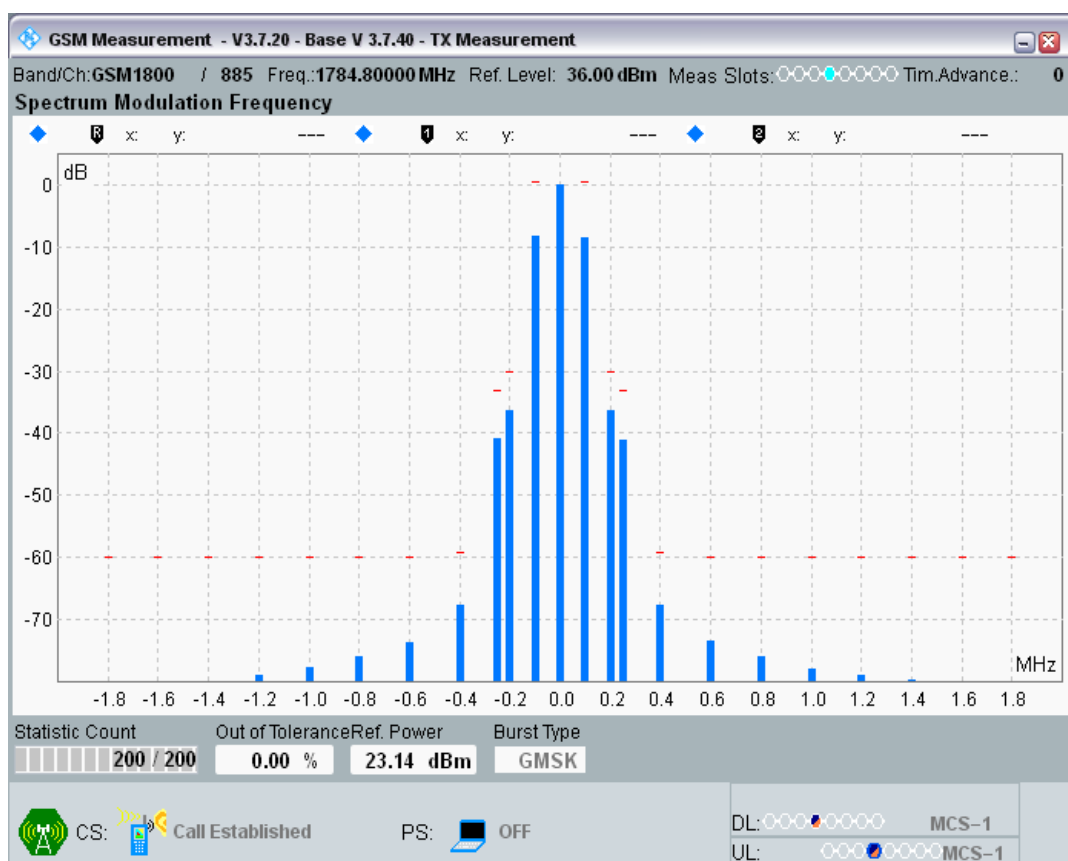 GSM Measurement - V3.7.20 - Base V 3.7.40 - TX Measurement
Band/Ch:GSM1800 / 885 Freq.:1784.80000 MHz Ref. Level: 36.00 dBm Meas Slots: Tim.Advance.: 0
Spectrum Modulation Frequency
R x: y: --- 1 x: y: --- 2 x: y: ---
dB
0
-10
-20
-30
-40
-50
-60
-70
MHz
-1.8 -1.6 -1.4 -1.2 -1.0 -0.8 -0.6 -0.4 -0.2 0.0 0.2 0.4 0.6 0.8 1.0 1.2 1.4 1.6 1.8
Statistic Count Out of Tolerance Ref. Power Burst Type
200 / 200 0.00 % 23.14 dBm GMSK
CS: Call Established PS: OFF
DL: MCS-1
UL: MCS-1